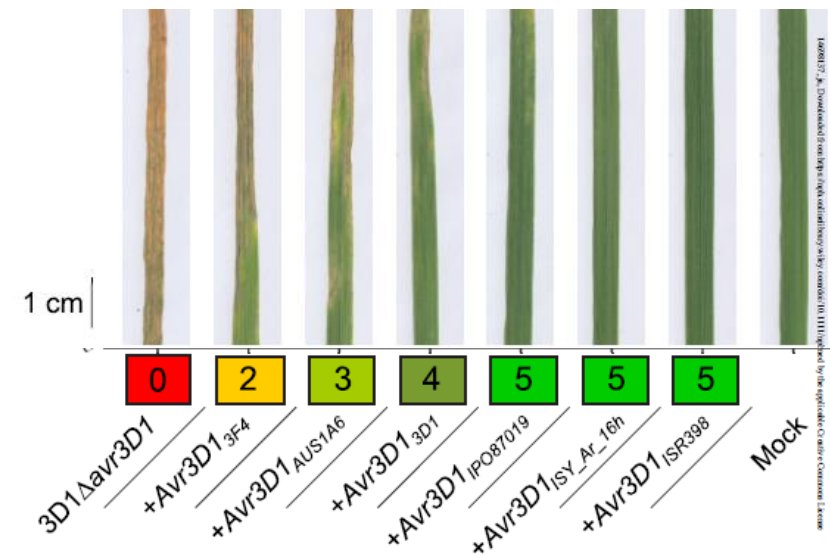 1 cm
0 2 3 4 5 5 5
3D1Δavr3D1
+Avr3D1 3F4
+Avr3D1 AUS1A6
+Avr3D1 3D1
+Avr3D1 IPO87019
+Avr3D1 ISY_Ar_16h
+Avr3D1 ISR398
Mock